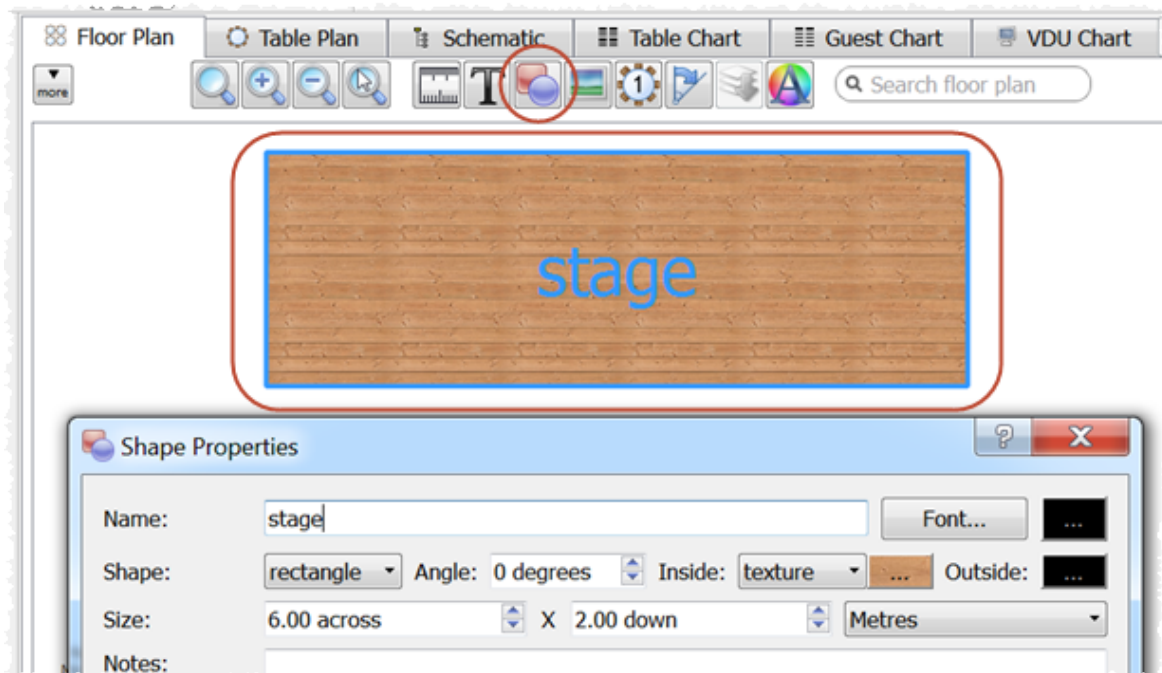 Floor Plan Table Plan Schematic Table Chart Guest Chart VDU Chart
more T 1 A Search floor plan
stage
Shape Properties ? X
Name: stage Font... ...
Shape: rectangle Angle: 0 degrees Inside: texture ... Outside: ...
Size: 6.00 across X 2.00 down Metres
Notes: